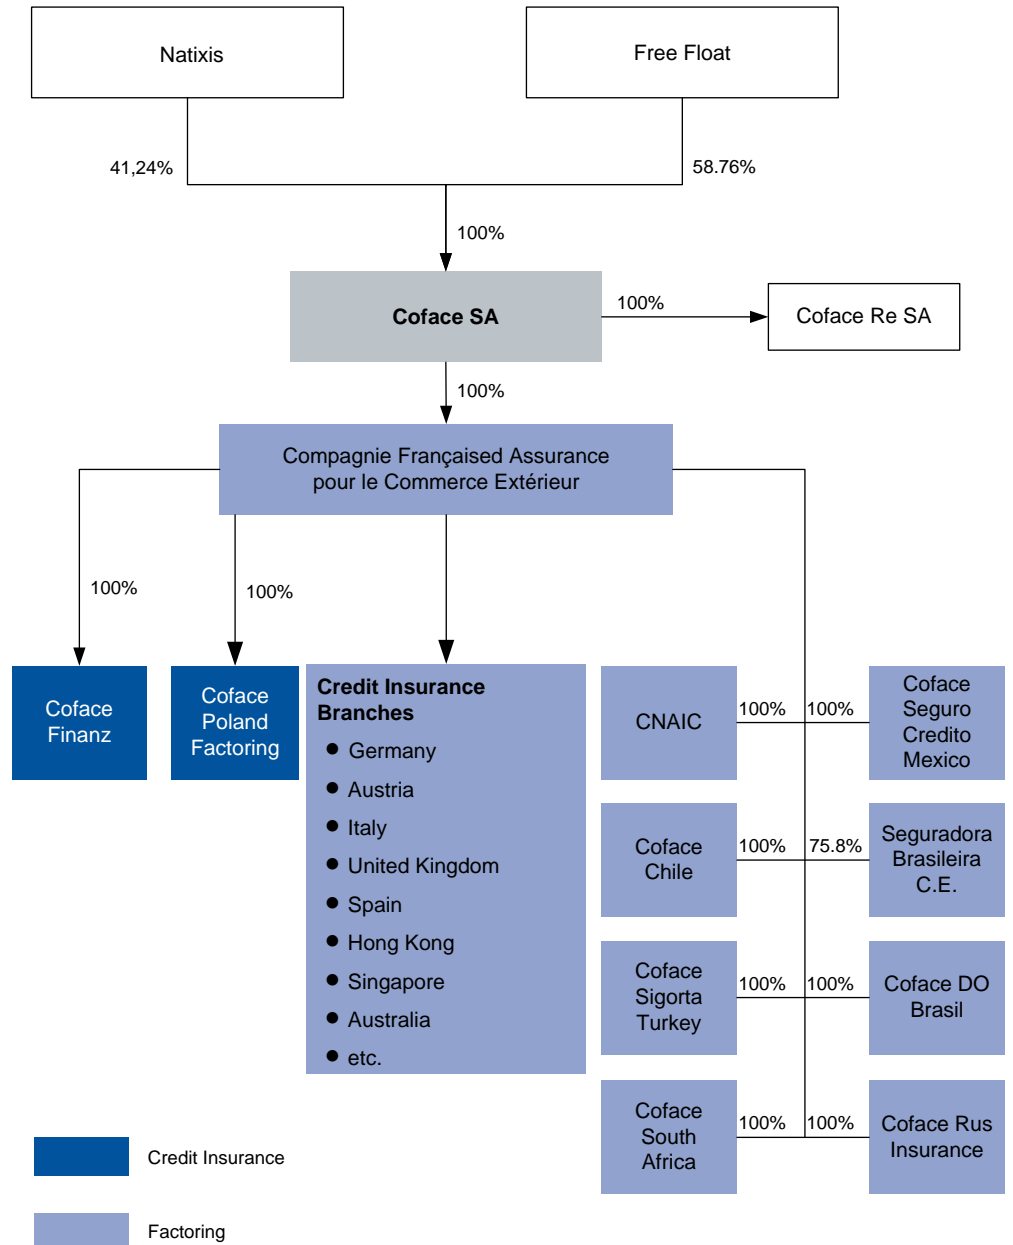 Natixis
Free Float
41,24%
58.76%
100%
Coface SA
100%
Coface Re SA
100%
Compagnie Françaised Assurance
pour le Commerce Extérieur
100%
100%
Coface
Finanz
Coface
Poland
Factoring
Credit Insurance
Branches
● Germany
● Austria
● Italy
● United Kingdom
● Spain
● Hong Kong
● Singapore
● Australia
● etc.
CNAIC
100%
100%
Coface
Seguro
Credito
Mexico
Coface
Chile
100%
75.8%
Seguradora
Brasileira
C.E.
Coface
Sigorta
Turkey
100%
100%
Coface DO
Brasil
Coface
South
Africa
100%
100%
Coface Rus
Insurance
Credit Insurance
Factoring